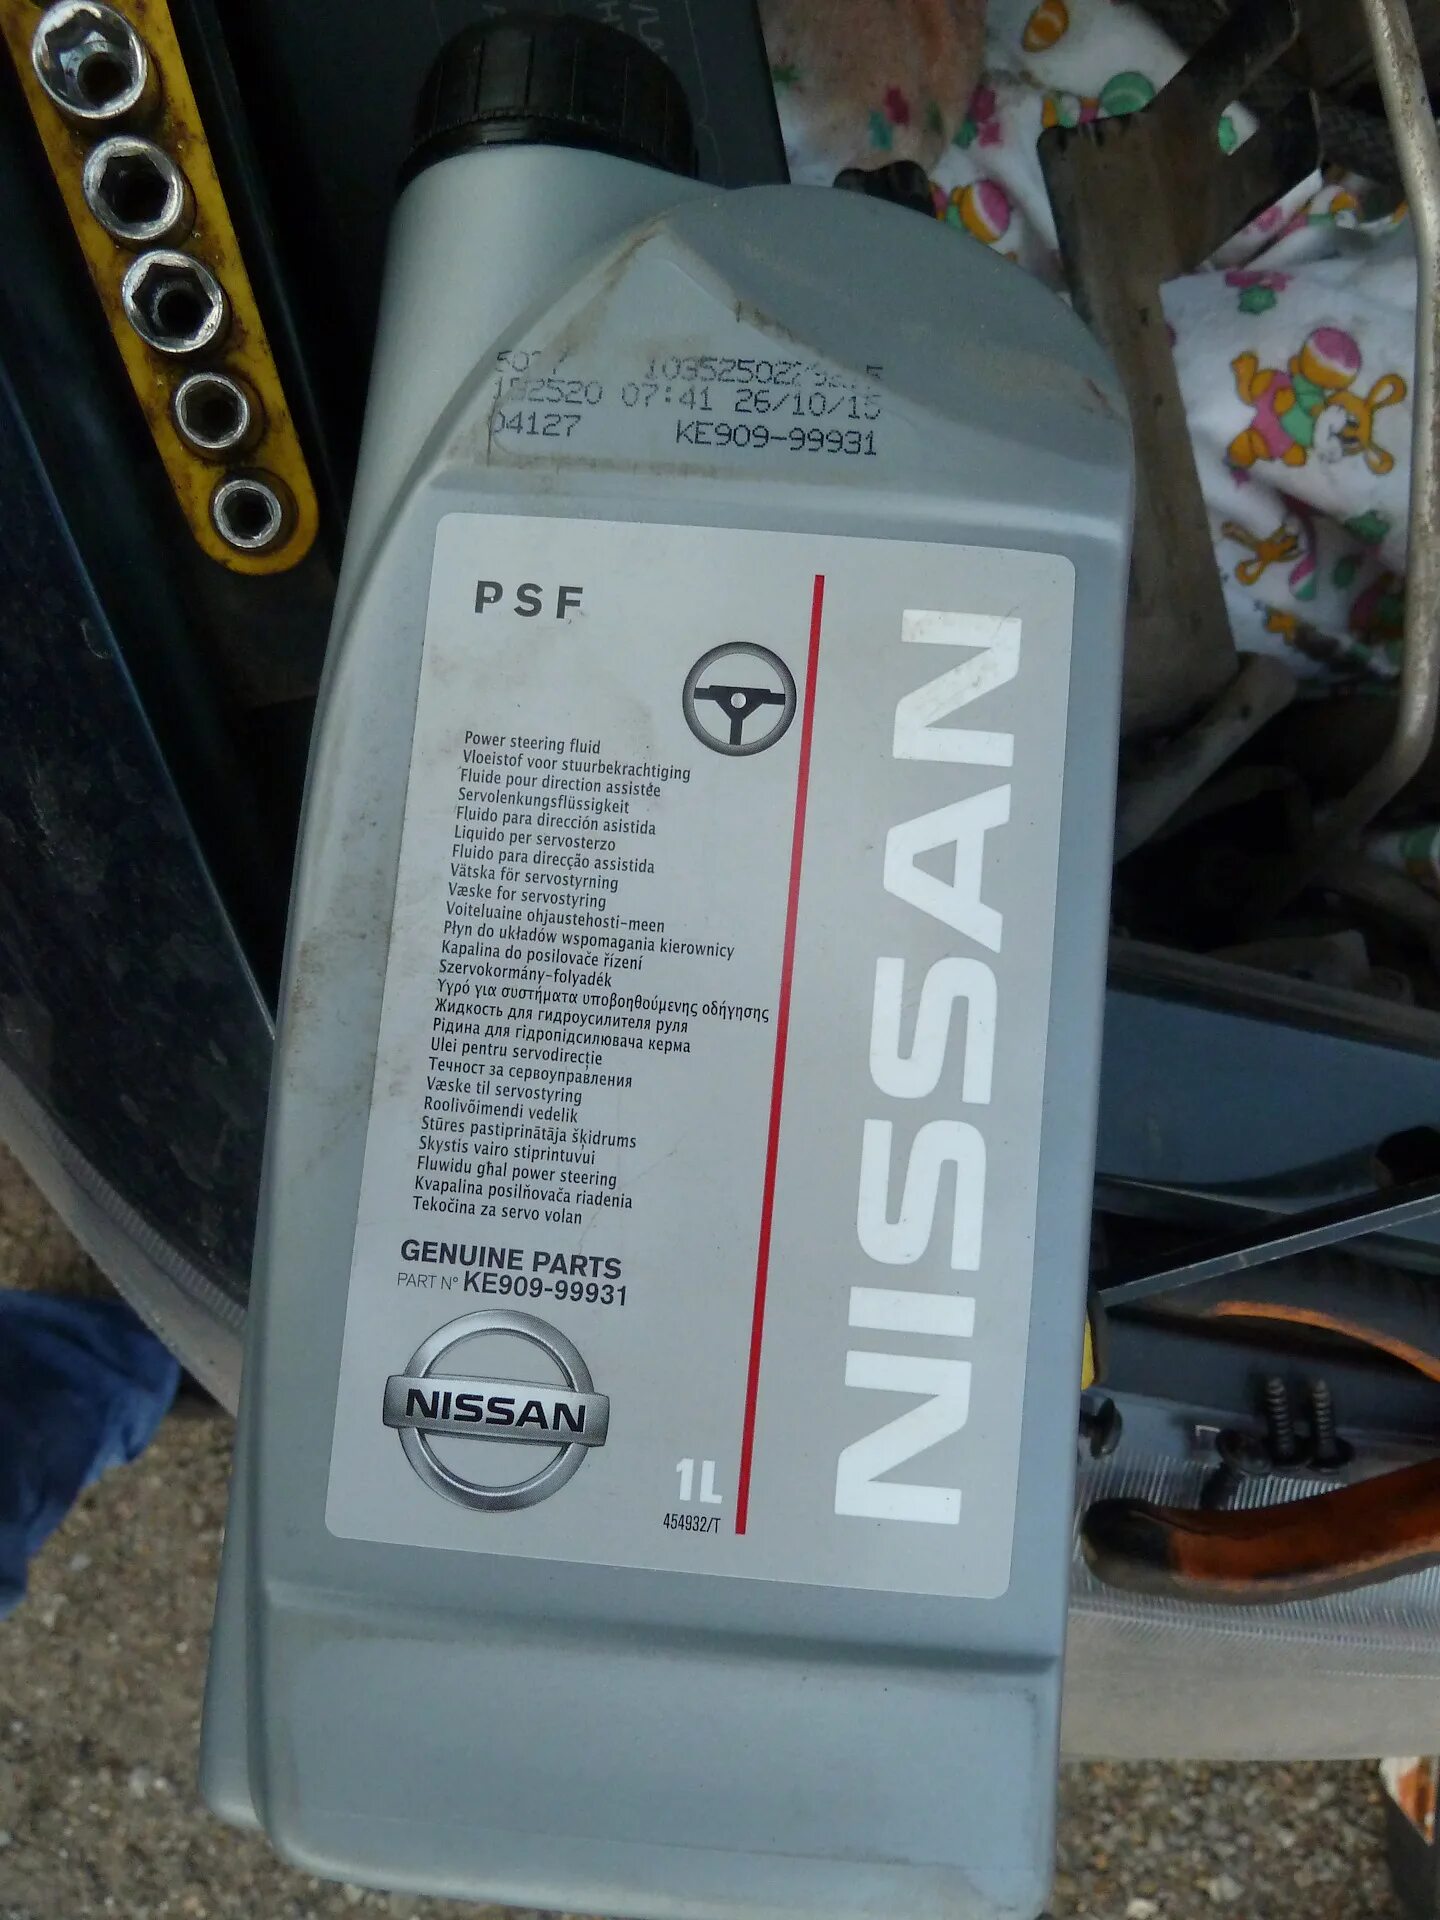 152520 07:41 26/10/15
04127 KE909-99931
PSF
Power steering fluid
Vloeistof voor stuurbekrachtiging
Fluide pour direction assistée
Servolenkungsflüssigkeit
Fluido para dirección asistida
Liquido per servosterzo
Fluido para direcção assistida
Vätska för servostyrning
Væske for servostyring
Voiteluaine ohjaustehosti-meen
Płyn do układów wspomagania kierownicy
Kapalina do posilovače řízení
Szervokormány-folyadék
Υγρό για συστήματα υποβοηθούμενης οδήγησης
Жидкость для гидроусилителя руля
Рідина для гідропідсилювача керма
Ulei pentru servodirecție
Течност за сервоуправления
Væske til servostyring
Roolivõimendi vedelik
Stūres pastiprinātāja šķidrums
Skystis vairo stiprintuvui
Fluwidu għal power steering
Kvapalina posilňovača riadenia
Tekočina za servo volan
GENUINE PARTS
PART N° KE909-99931
NISSAN
1L
454932/T
NISSAN